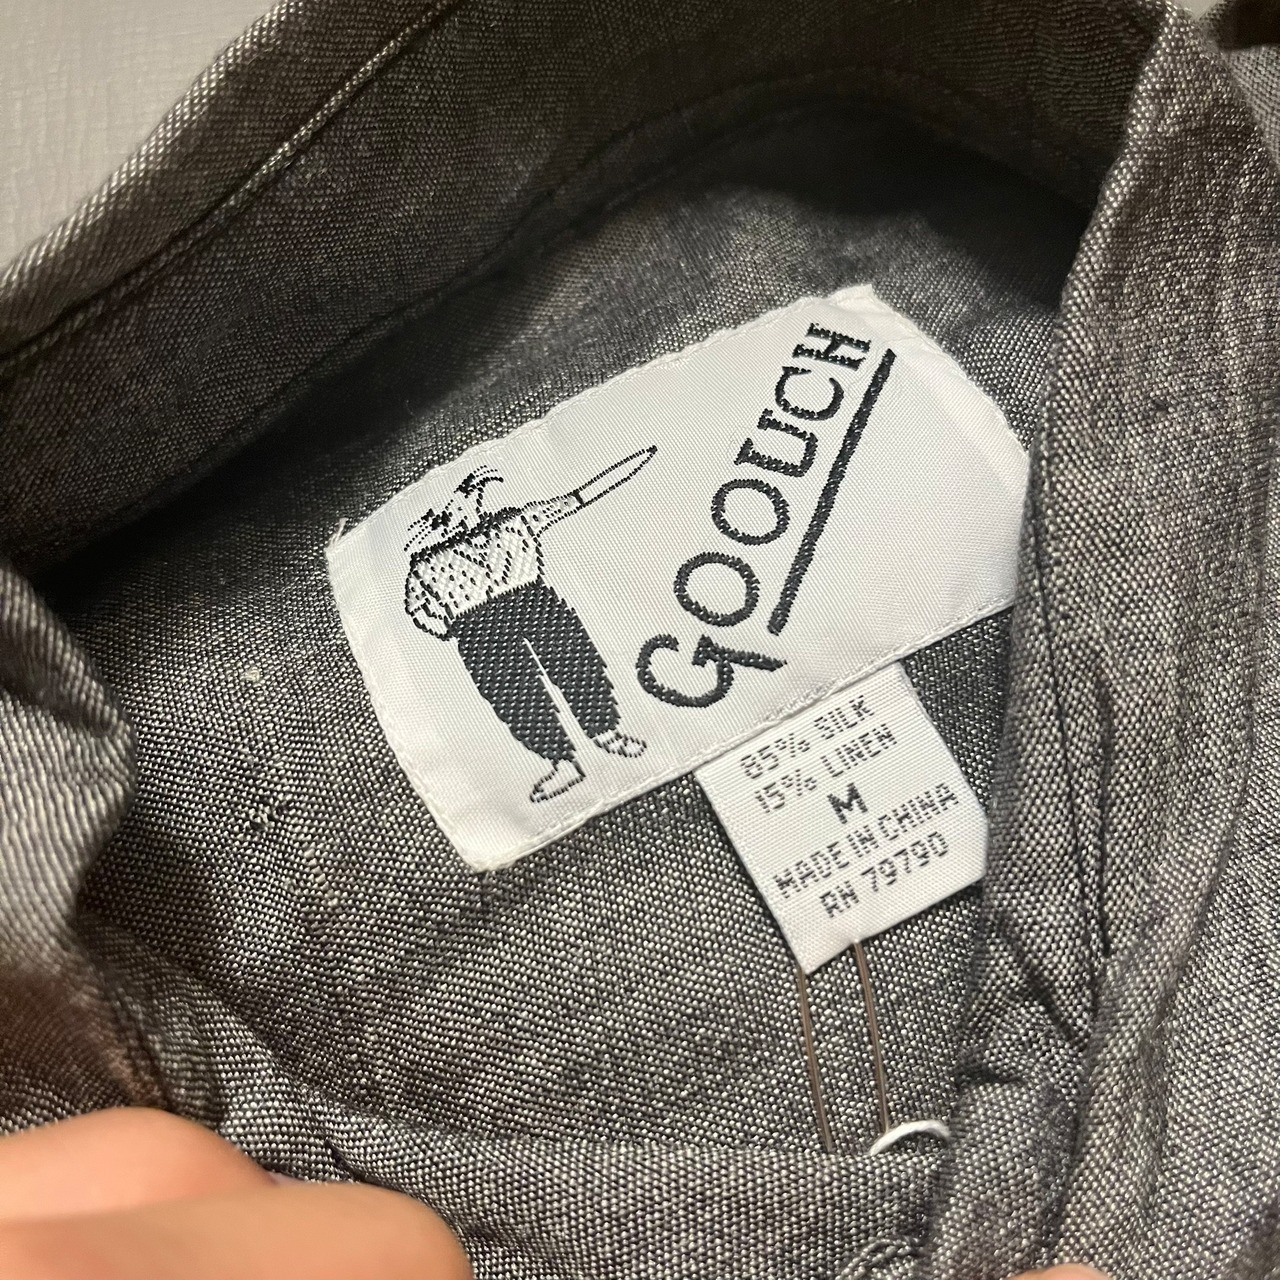 GOOUCH
85% SILK
15% LINEN
M
MADE IN CHINA
RN 79790